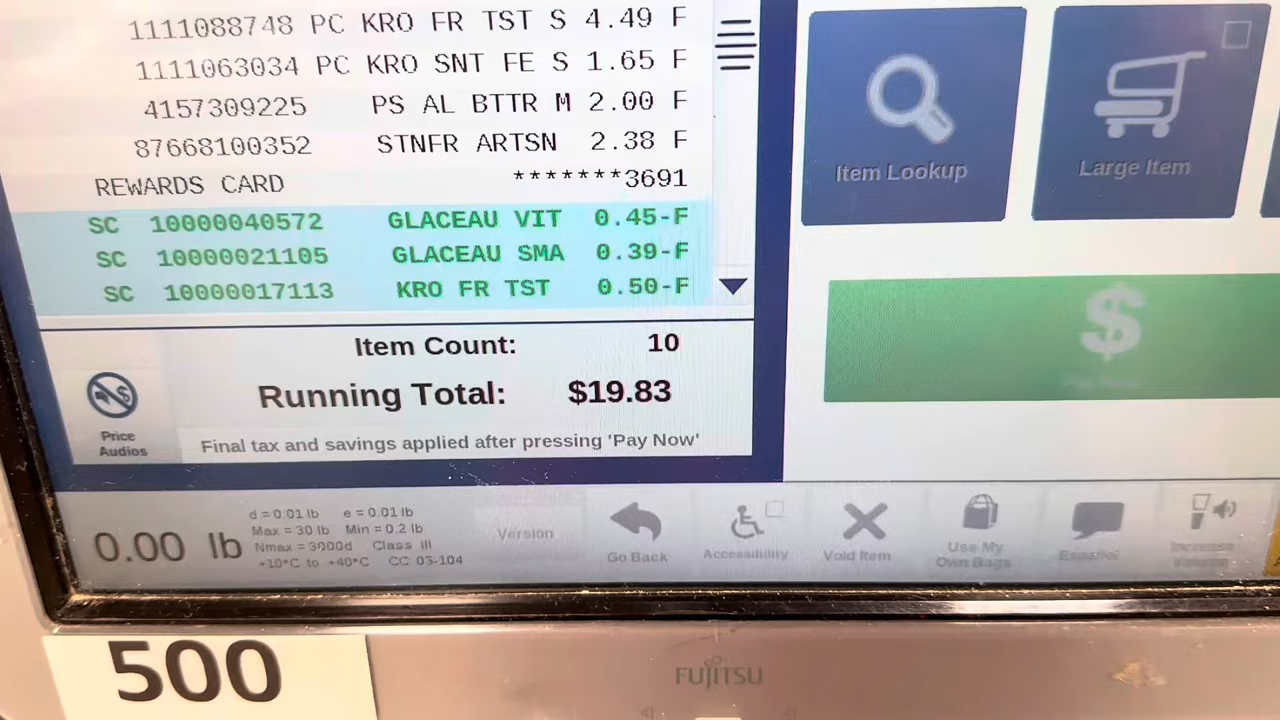 1111088748 PC KRO FR TST S 4.49 F
1111063034 PC KRO SNT FE S 1.65 F
4157309225 PS AL BTTR M 2.00 F
87668100352 STNFR ARTSN 2.38 F
REWARDS CARD *******3691
SC 10000040572 GLACEAU VIT 0.45-F
SC 10000021105 GLACEAU SMA 0.39-F
SC 10000017113 KRO FR TST 0.50-F
Item Count: 10
Running Total: $19.83
Final tax and savings applied after pressing 'Pay Now'
Price
Audios
Item Lookup
Large Item
$
0.00 lb
d = 0.01 lb e = 0.01 lb
Max = 30 lb Min = 0.2 lb
Nmax = 3000d Class III
+10°C to +40°C CC: 03-104
Version
Go Back
Accessibility
Void Item
Use My
Own Bags
Español
Increase
Volume
500
FUJITSU